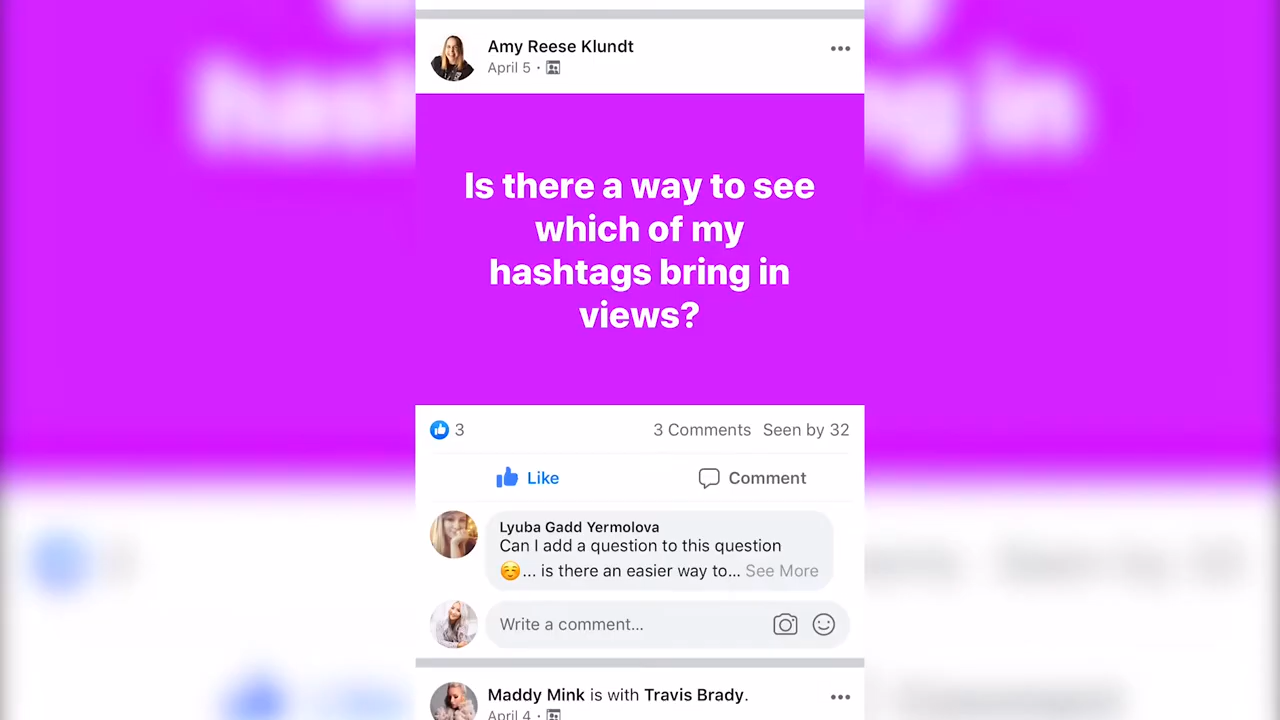 Amy Reese Klundt
April 5 ·
Is there a way to see
which of my
hashtags bring in
views?
3
3 Comments Seen by 32
Like
Comment
Lyuba Gadd Yermolova
Can I add a question to this question
☺️... is there an easier way to... See More
Write a comment...
Maddy Mink is with Travis Brady.
April 4 ·